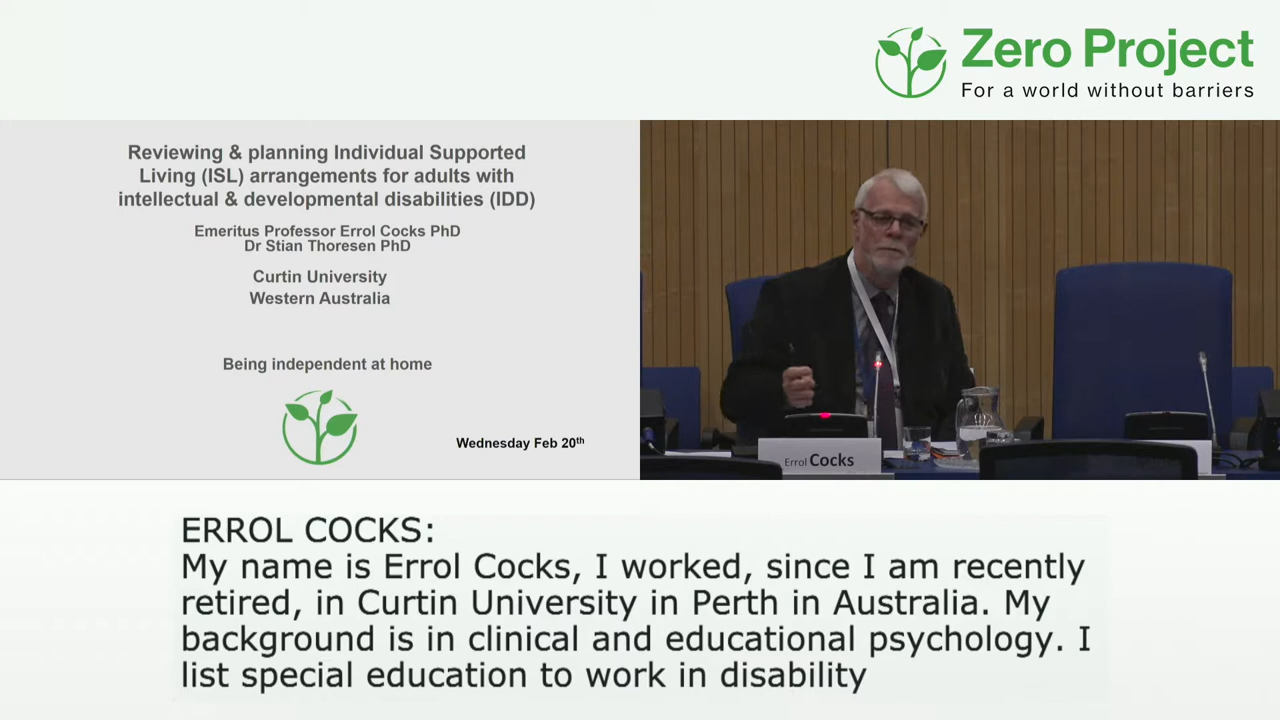 Zero Project
For a world without barriers
Reviewing & planning Individual Supported
Living (ISL) arrangements for adults with
intellectual & developmental disabilities (IDD)
Emeritus Professor Errol Cocks PhD
Dr Stian Thoresen PhD
Curtin University
Western Australia
Being independent at home
Wednesday Feb 20th
Errol Cocks
ERROL COCKS:
My name is Errol Cocks, I worked, since I am recently
retired, in Curtin University in Perth in Australia. My
background is in clinical and educational psychology. I
list special education to work in disability